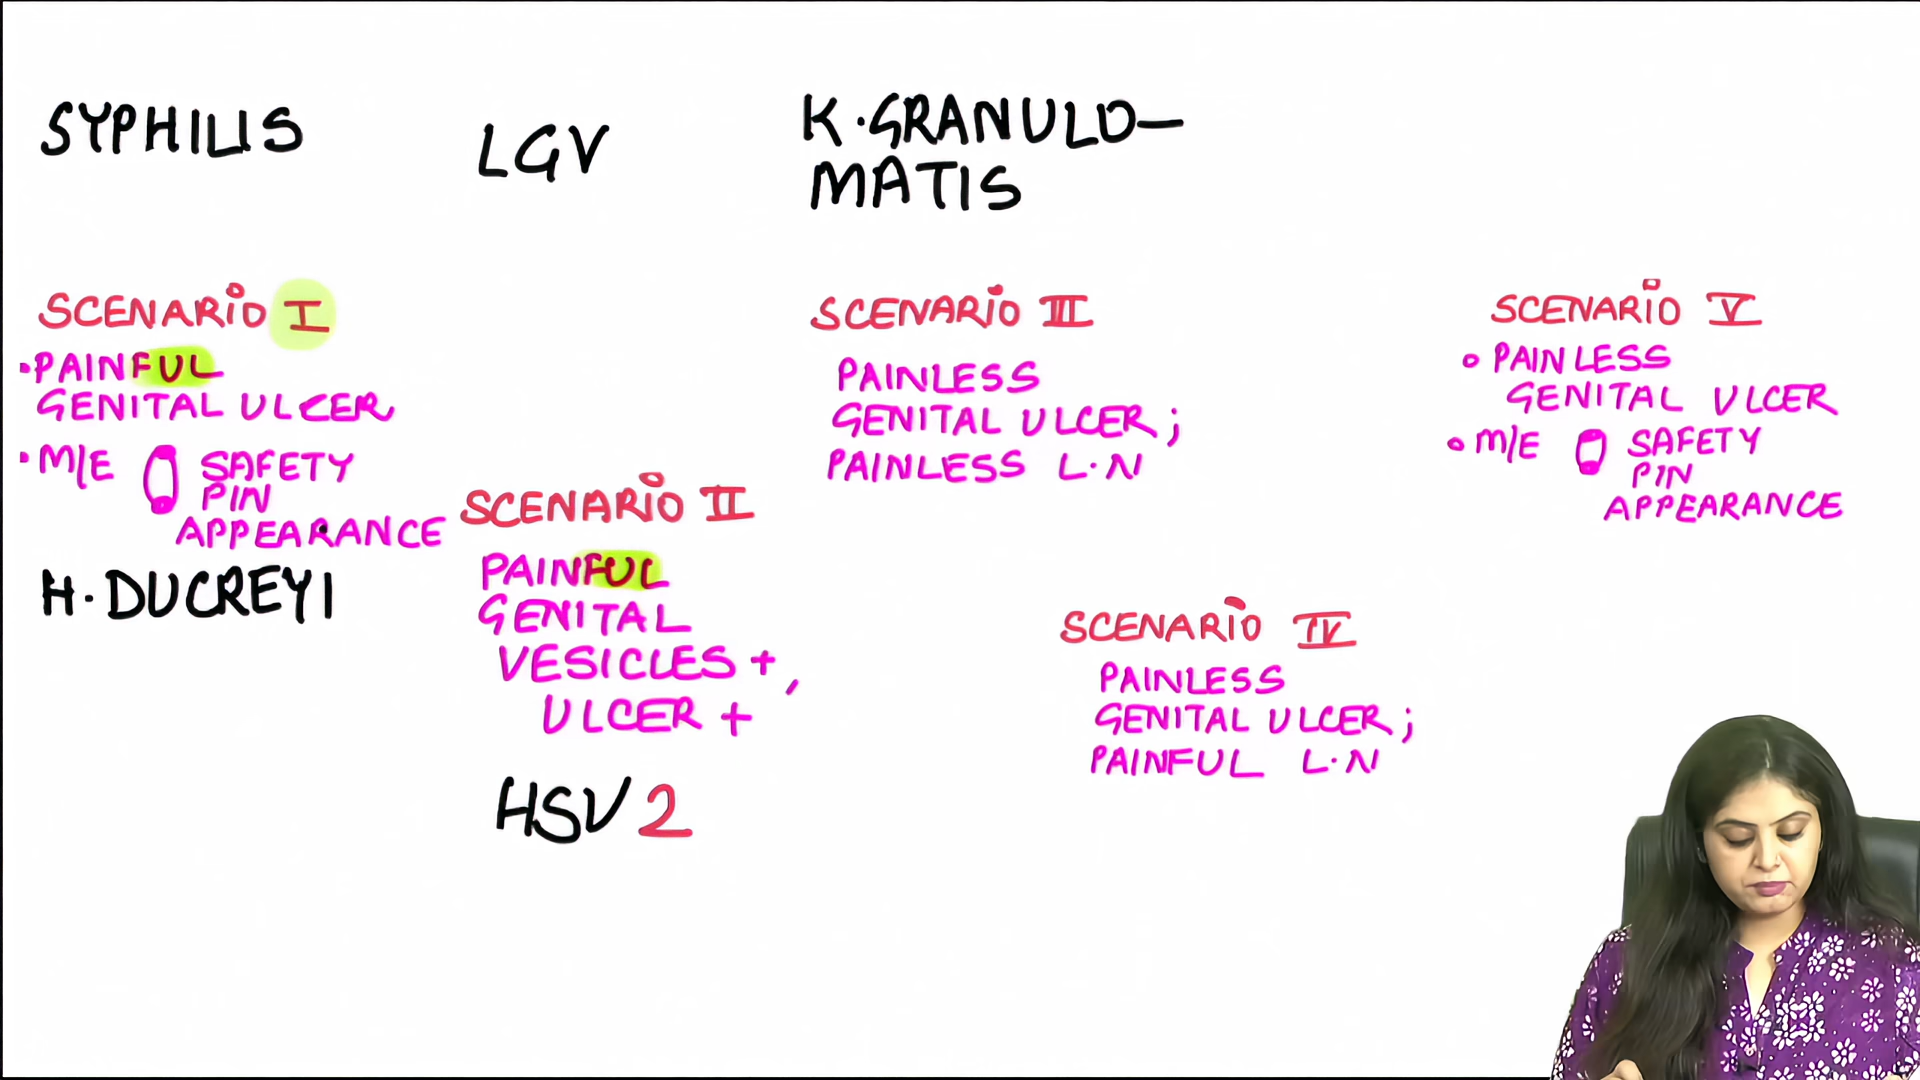 SYPHILIS
LGV
K.GRANULO-
MATIS
SCENARIO I
• PAINFUL
GENITAL ULCER
• M/E SAFETY
PIN
APPEARANCE
H. DUCREYI
SCENARIO II
PAINFUL
GENITAL
VESICLES +,
ULCER +
HSV 2
SCENARIO III
PAINLESS
GENITAL ULCER;
PAINLESS L.N
SCENARIO IV
PAINLESS
GENITAL ULCER;
PAINFUL L.N
SCENARIO V
• PAINLESS
GENITAL ULCER
• M/E SAFETY
PIN
APPEARANCE